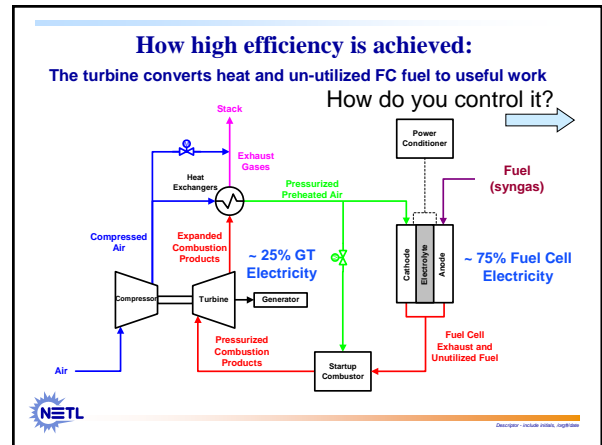 How high efficiency is achieved:
The turbine converts heat and un-utilized FC fuel to useful work
How do you control it?
Stack
Power
Conditioner
Exhaust
Gases
Heat
Exchangers
Pressurized
Preheated Air
Fuel
(syngas)
Compressed
Air
Expanded
Combustion
Products
~ 25% GT
Electricity
Cathode
Electrolyte
Anode
~ 75% Fuel Cell
Electricity
Compressor
Turbine
Generator
Pressurized
Combustion
Products
Fuel Cell
Exhaust and
Unutilized Fuel
Air
Startup
Combustor
NETL
Descriptor - include initials, /org#/date